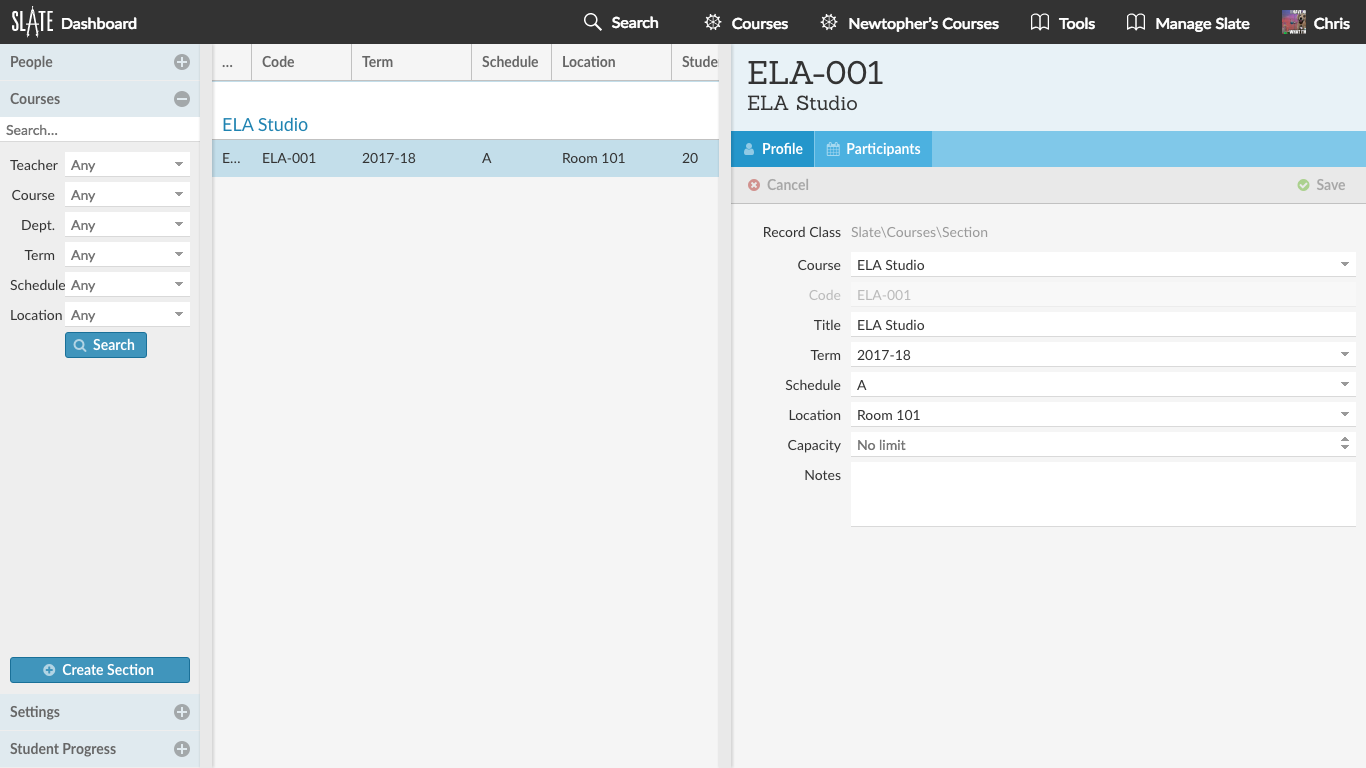 SLATE Dashboard Search Courses Newtopher's Courses Tools Manage Slate Chris
People
Courses
Search...
Teacher Any
Course Any
Dept. Any
Term Any
Schedule Any
Location Any
Search
Create Section
Settings
Student Progress
... Code Term Schedule Location Stude
ELA Studio
E... ELA-001 2017-18 A Room 101 20
ELA-001
ELA Studio
Profile Participants
Cancel Save
Record Class Slate\Courses\Section
Course ELA Studio
Code ELA-001
Title ELA Studio
Term 2017-18
Schedule A
Location Room 101
Capacity No limit
Notes